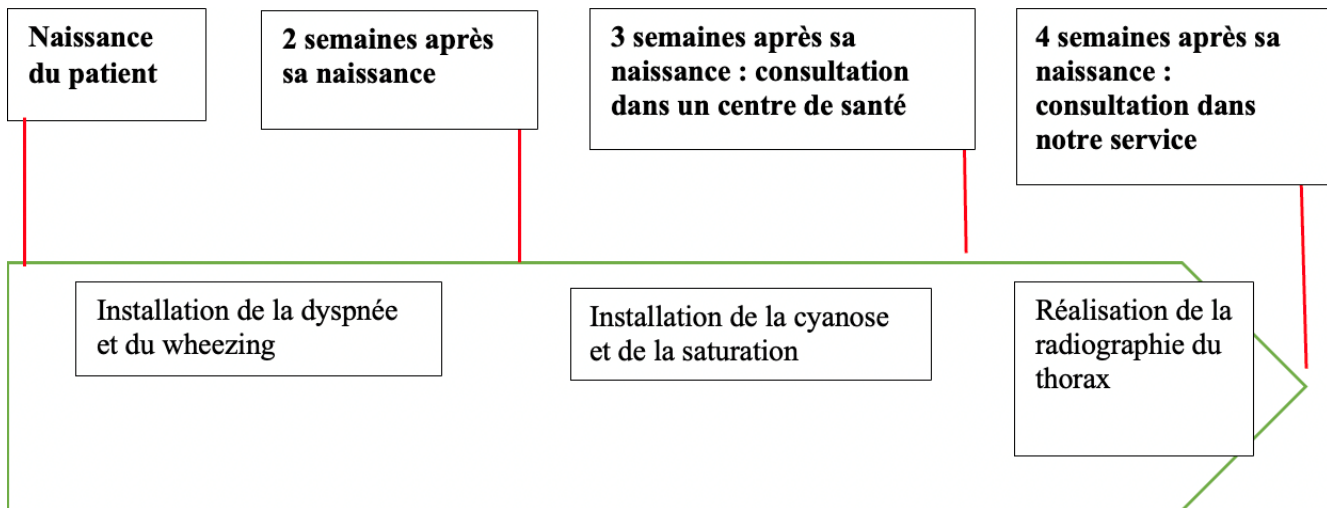 Naissance
du patient
2 semaines après
sa naissance
3 semaines après sa
naissance : consultation
dans un centre de santé
4 semaines après sa
naissance :
consultation dans
notre service
Installation de la dyspnée
et du wheezing
Installation de la cyanose
et de la saturation
Réalisation de la
radiographie du
thorax